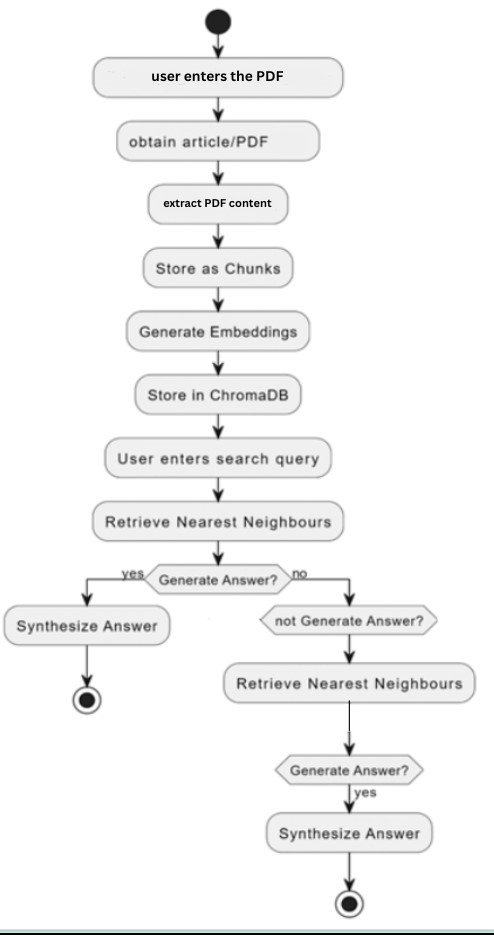 user enters the PDF
obtain article/PDF
extract PDF content
Store as Chunks
Generate Embeddings
Store in ChromaDB
User enters search query
Retrieve Nearest Neighbours
yes
Generate Answer?
no
Synthesize Answer
not Generate Answer?
Retrieve Nearest Neighbours
Generate Answer?
yes
Synthesize Answer